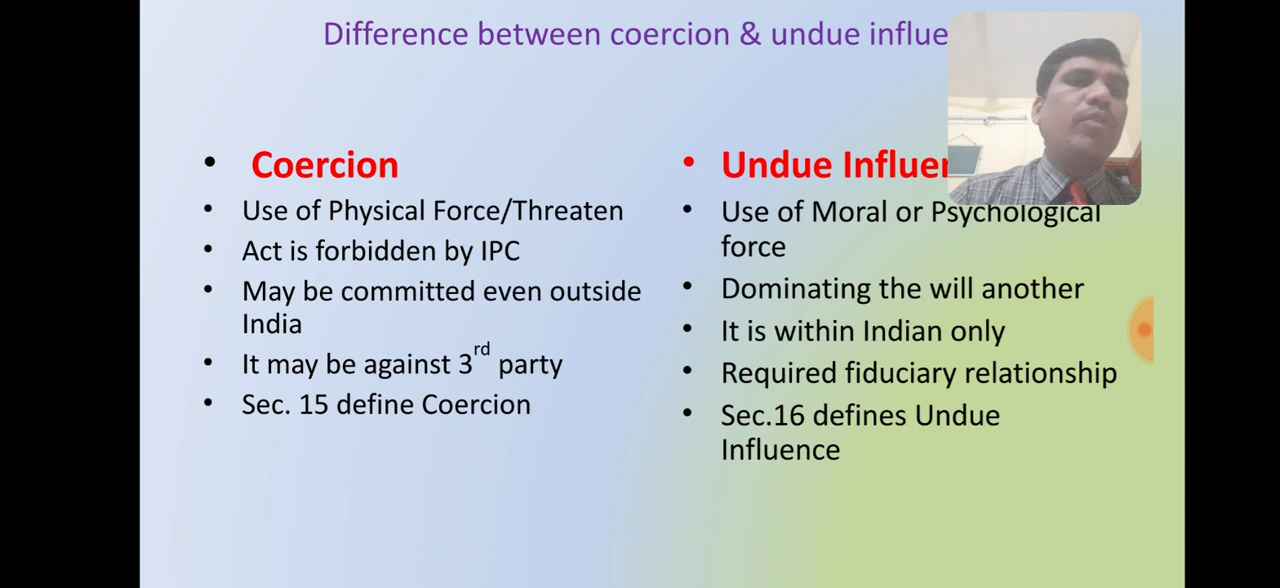 Difference between coercion & undue
Coercion
Use of Physical Force/Threaten
Act is forbidden by IPC
May be committed even outside
India
It may be against 3rd party
Sec. 15 define Coercion
Undue
Use of Moral or Psychological
force
Dominating the will another
It is within Indian only
Required fiduciary relationship
Sec.16 defines Undue
Influence